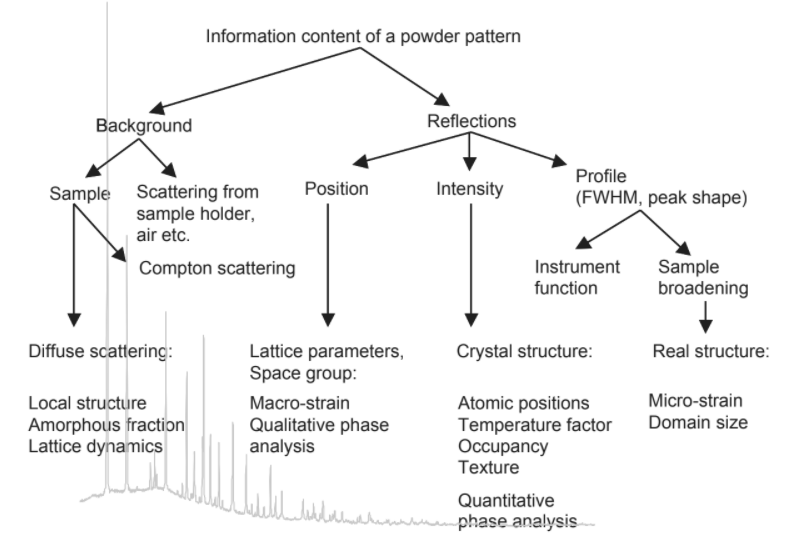 Information content of a powder pattern
Background
Reflections
Sample
Scattering from
sample holder,
air etc.
Compton scattering
Position
Intensity
Profile
(FWHM, peak shape)
Instrument
function
Sample
broadening
Diffuse scattering:
Local structure
Amorphous fraction
Lattice dynamics
Lattice parameters,
Space group:
Macro-strain
Qualitative phase
analysis
Crystal structure:
Atomic positions
Temperature factor
Occupancy
Texture
Quantitative
phase analysis
Real structure:
Micro-strain
Domain size